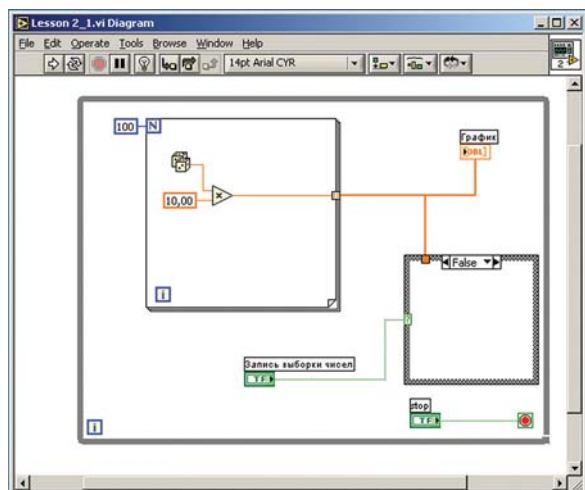 Lesson 2_1.vi Diagram
File Edit Operate Tools Browse Window Help
14pt Arial CYR
2
100 N
График
DBL]
10,00
False
i
?
Запись выборки чисел
TF
stop
TF
i